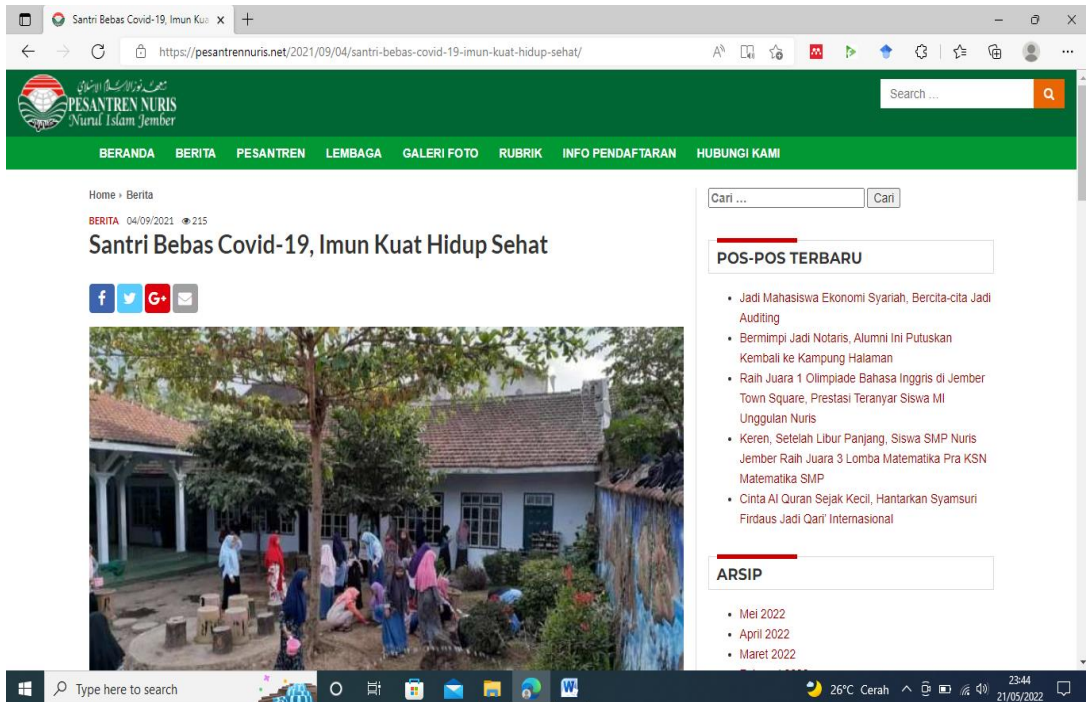 Santri Bebas Covid-19, Imun Kua
https://pesantrennuris.net/2021/09/04/santri-bebas-covid-19-imun-kuat-hidup-sehat/
PESANTREN NURIS
Nurul Islam Jember
Search ...
BERANDA BERITA PESANTREN LEMBAGA GALERI FOTO RUBRIK INFO PENDAFTARAN HUBUNGI KAMI
Home › Berita
BERITA 04/09/2021 215
Santri Bebas Covid-19, Imun Kuat Hidup Sehat
f G+
Cari ... Cari
POS-POS TERBARU
• Jadi Mahasiswa Ekonomi Syariah, Bercita-cita Jadi
Auditing
• Bermimpi Jadi Notaris, Alumni Ini Putuskan
Kembali ke Kampung Halaman
• Raih Juara 1 Olimpiade Bahasa Inggris di Jember
Town Square, Prestasi Teranyar Siswa MI
Unggulan Nuris
• Keren, Setelah Libur Panjang, Siswa SMP Nuris
Jember Raih Juara 3 Lomba Matematika Pra KSN
Matematika SMP
• Cinta Al Quran Sejak Kecil, Hantarkan Syamsuri
Firdaus Jadi Qari' Internasional
ARSIP
• Mei 2022
• April 2022
• Maret 2022
Type here to search
26°C Cerah
23:44
21/05/2022